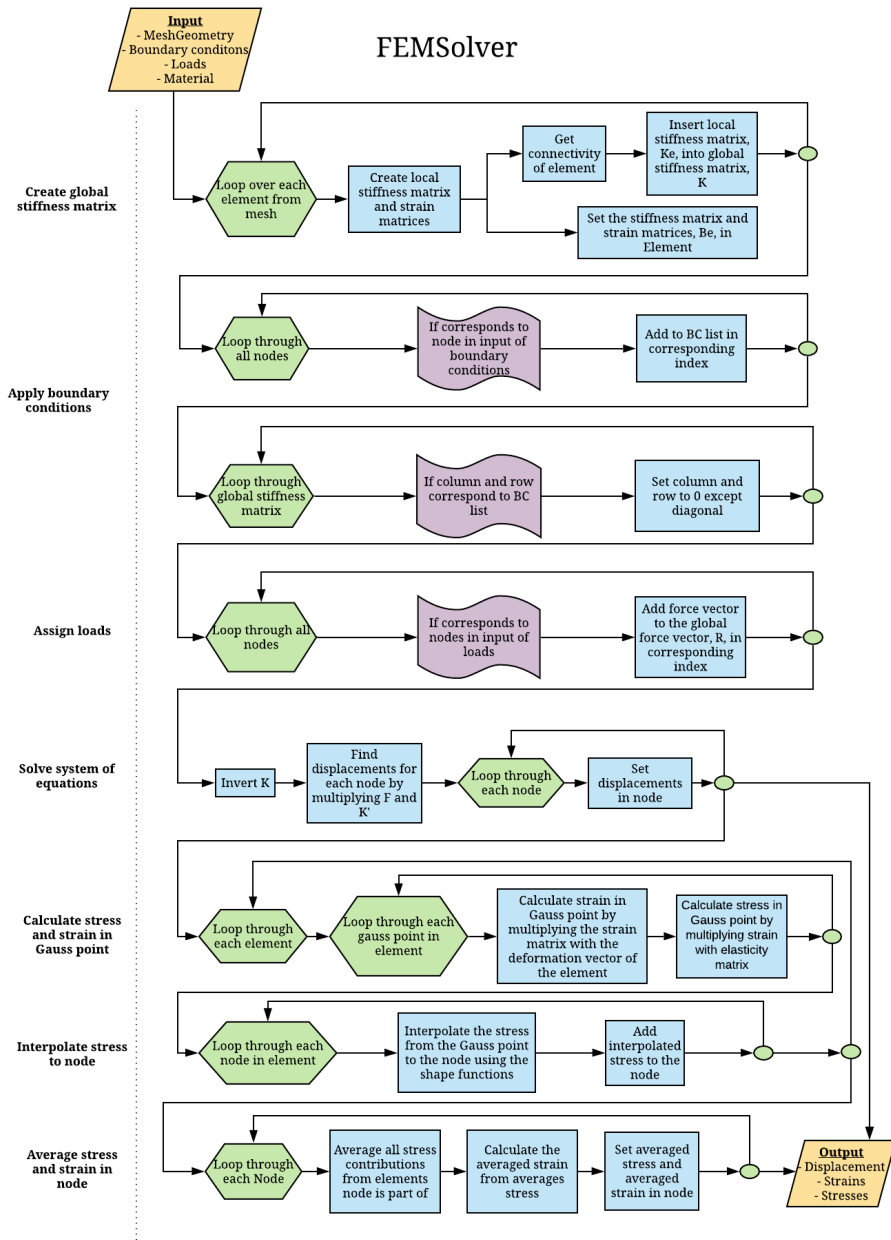 Input
- MeshGeometry
- Boundary conditons
- Loads
- Material
FEMSolver
Create global
stiffness matrix
Loop over each
element from
mesh
Create local
stiffness matrix
and strain
matrices
Get
connectivity
of element
Insert local
stiffness matrix,
Ke, into global
stiffness matrix,
K
Set the stiffness matrix and
strain matrices, Be, in
Element
Apply boundary
conditions
Loop through
all nodes
If corresponds to
node in input of
boundary
conditions
Add to BC list in
corresponding
index
Loop through
global stiffness
matrix
If column and row
correspond to BC
list
Set column and
row to 0 except
diagonal
Assign loads
Loop through all
nodes
If corresponds to
nodes in input of
loads
Add force vector
to the global
force vector, R, in
corresponding
index
Solve system of
equations
Invert K
Find
displacements for
each node by
multiplying F and
K'
Loop through
each node
Set
displacements
in node
Calculate stress
and strain in
Gauss point
Loop through
each element
Loop through each
gauss point in
element
Calculate strain in
Gauss point by
multiplying the strain
matrix with the
deformation vector
of the element
Calculate stress in
Gauss point by
multiplying strain
with elasticity
matrix
Interpolate stress
to node
Loop through each
node in element
Interpolate the stress
from the Gauss point
to the node using the
shape functions
Add
interpolated
stress to the
node
Average stress
and strain in
node
Loop through
each Node
Average all stress
contributions
from elements
node is part of
Calculate the
averaged strain
from averages
stress
Set averaged
stress and
averaged
strain in node
Output
- Displacement
- Strains
- Stresses